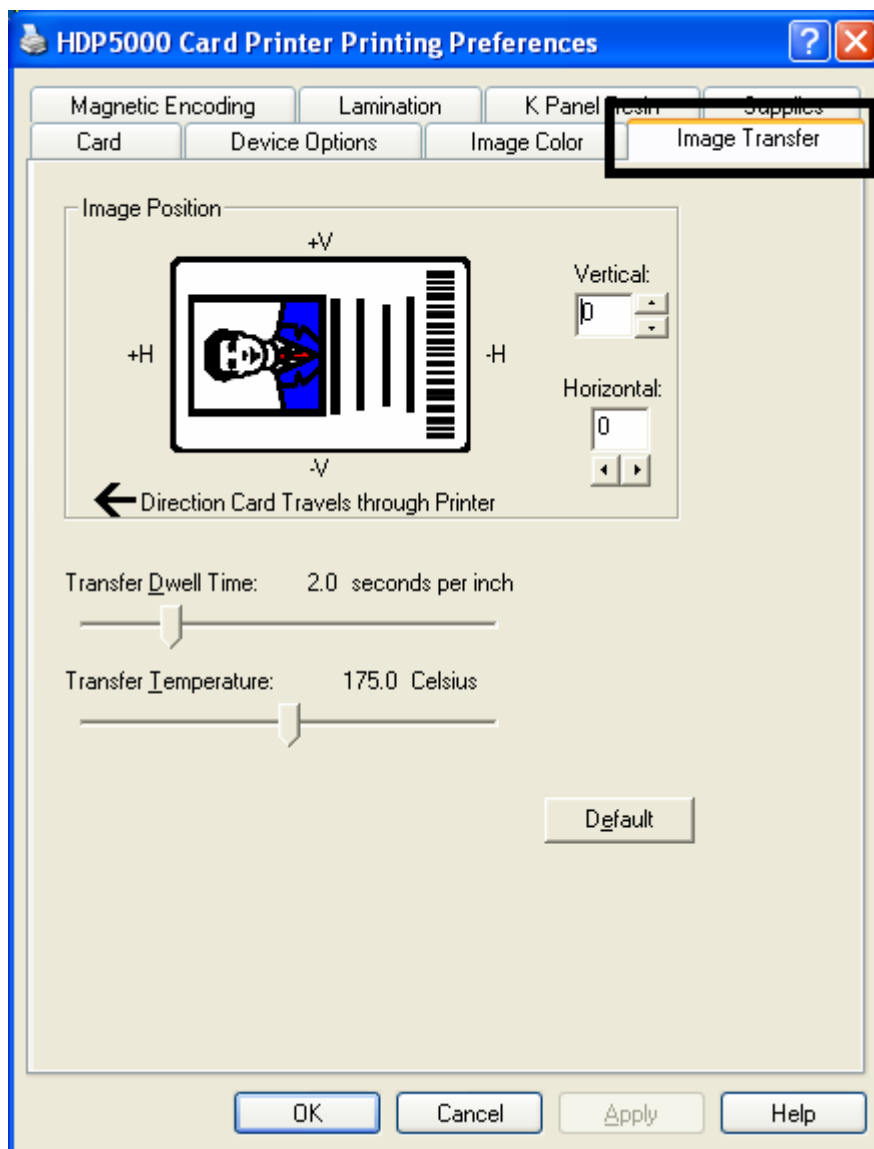 HDP5000 Card Printer Printing Preferences
Magnetic Encoding Lamination K Panel Resin Supplies
Card Device Options Image Color Image Transfer
Image Position
+V
Vertical:
0
+H -H
Horizontal:
0
-V
Direction Card Travels through Printer
Transfer Dwell Time: 2.0 seconds per inch
Transfer Temperature: 175.0 Celsius
Default
OK Cancel Apply Help